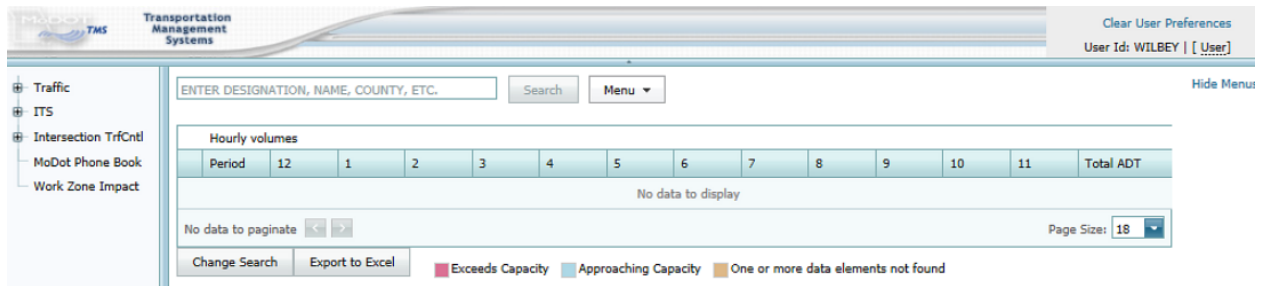 MoDOT TMS
Transportation
Management
Systems
Clear User Preferences
User Id: WILBEY | [ User]
Traffic
ITS
Intersection TrfCntl
MoDot Phone Book
Work Zone Impact
ENTER DESIGNATION, NAME, COUNTY, ETC. Search Menu
Hide Menus
Hourly volumes
Period 12 1 2 3 4 5 6 7 8 9 10 11 Total ADT
No data to display
No data to paginate < > Page Size: 18
Change Search Export to Excel Exceeds Capacity Approaching Capacity One or more data elements not found